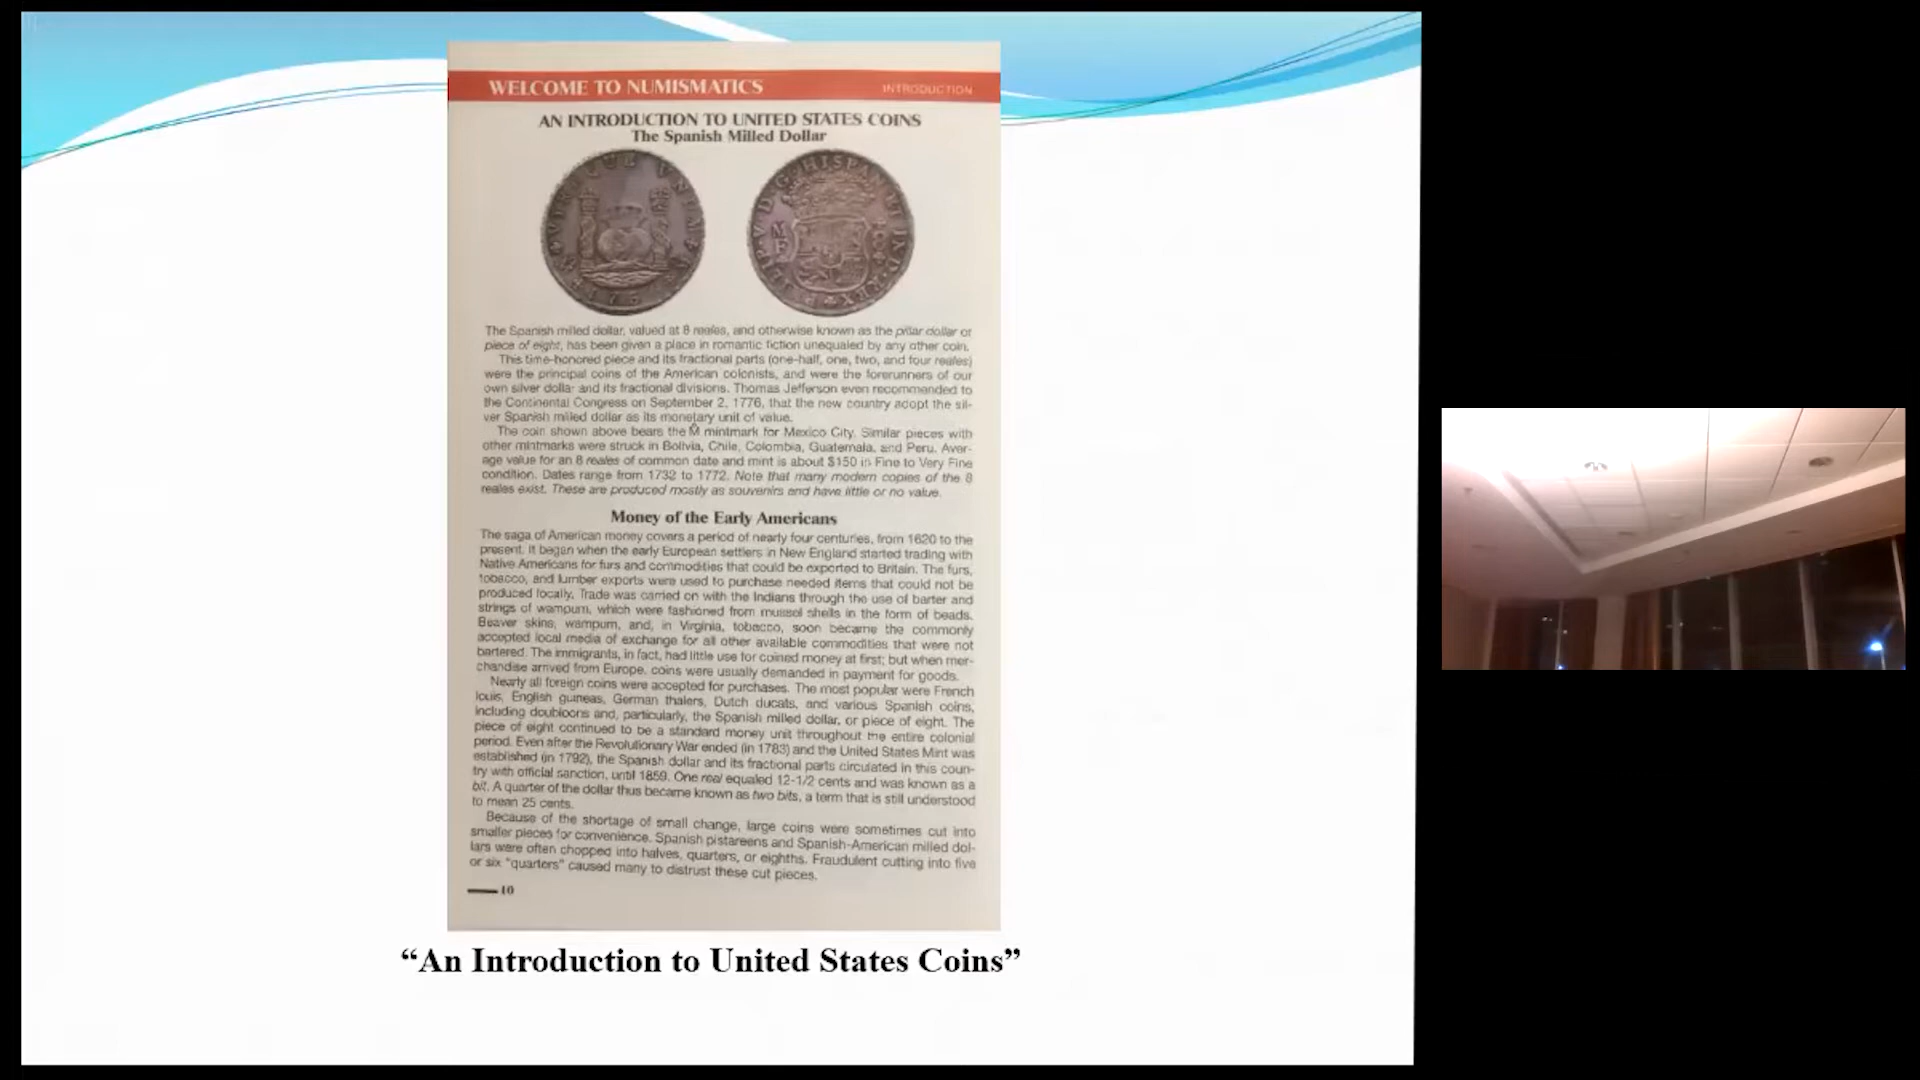 WELCOME TO NUMISMATICS INTRODUCTION
AN INTRODUCTION TO UNITED STATES COINS
The Spanish Milled Dollar
The Spanish milled dollar, valued at 8 reales, and otherwise known as the pillar dollar or
piece of eight, has been given a place in romantic fiction unequaled by any other coin.
This time-honored piece and its fractional parts (one-half, one, two, and four reales)
were the principal coins of the American colonists, and were the forerunners of our
own silver dollar and its fractional divisions. Thomas Jefferson even recommended to
the Continental Congress on September 2, 1776, that the new country adopt the sil-
ver Spanish milled dollar as its monetary unit of value.
The coin shown above bears the M mintmark for Mexico City. Similar pieces with
other mintmarks were struck in Bolivia, Chile, Colombia, Guatemala, and Peru. Aver-
age value for an 8 reales of common date and mint is about $150 in Fine to Very Fine
condition. Dates range from 1732 to 1772. Note that many modern copies of the 8
reales exist. These are produced mostly as souvenirs and have little or no value.
Money of the Early Americans
The saga of American money covers a period of nearly four centuries, from 1620 to the
present. It began when the early European settlers in New England started trading with
Native Americans for furs and commodities that could be exported to Britain. The furs,
tobacco, and lumber exports were used to purchase needed items that could not be
produced locally. Trade was carried on with the Indians through the use of barter and
strings of wampum, which were fashioned from mussel shells in the form of beads.
Beaver skins, wampum, and, in Virginia, tobacco, soon became the commonly
accepted local media of exchange for all other available commodities that were not
bartered. The immigrants, in fact, had little use for coined money at first; but when mer-
chandise arrived from Europe, coins were usually demanded in payment for goods.
Nearly all foreign coins were accepted for purchases. The most popular were French
louis, English guineas, German thalers, Dutch ducats, and various Spanish coins,
including doubloons and, particularly, the Spanish milled dollar, or piece of eight. The
piece of eight continued to be a standard money unit throughout the entire colonial
period. Even after the Revolutionary War ended (in 1783) and the United States Mint was
established (in 1792), the Spanish dollar and its fractional parts circulated in this coun-
try with official sanction, until 1859. One real equaled 12-1/2 cents and was known as a
bit. A quarter of the dollar thus became known as two bits, a term that is still understood
to mean 25 cents.
Because of the shortage of small change, large coins were sometimes cut into
smaller pieces for convenience. Spanish pistareens and Spanish-American milled dol-
lars were often chopped into halves, quarters, or eighths. Fraudulent cutting into five
or six "quarters" caused many to distrust these cut pieces.
10
“An Introduction to United States Coins”